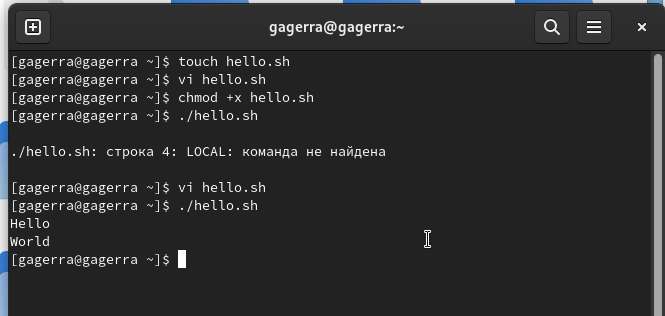 gagerra@gagerra:~
[gagerra@gagerra ~]$ touch hello.sh
[gagerra@gagerra ~]$ vi hello.sh
[gagerra@gagerra ~]$ chmod +x hello.sh
[gagerra@gagerra ~]$ ./hello.sh
./hello.sh: строка 4: LOCAL: команда не найдена
[gagerra@gagerra ~]$ vi hello.sh
[gagerra@gagerra ~]$ ./hello.sh
Hello
World
[gagerra@gagerra ~]$